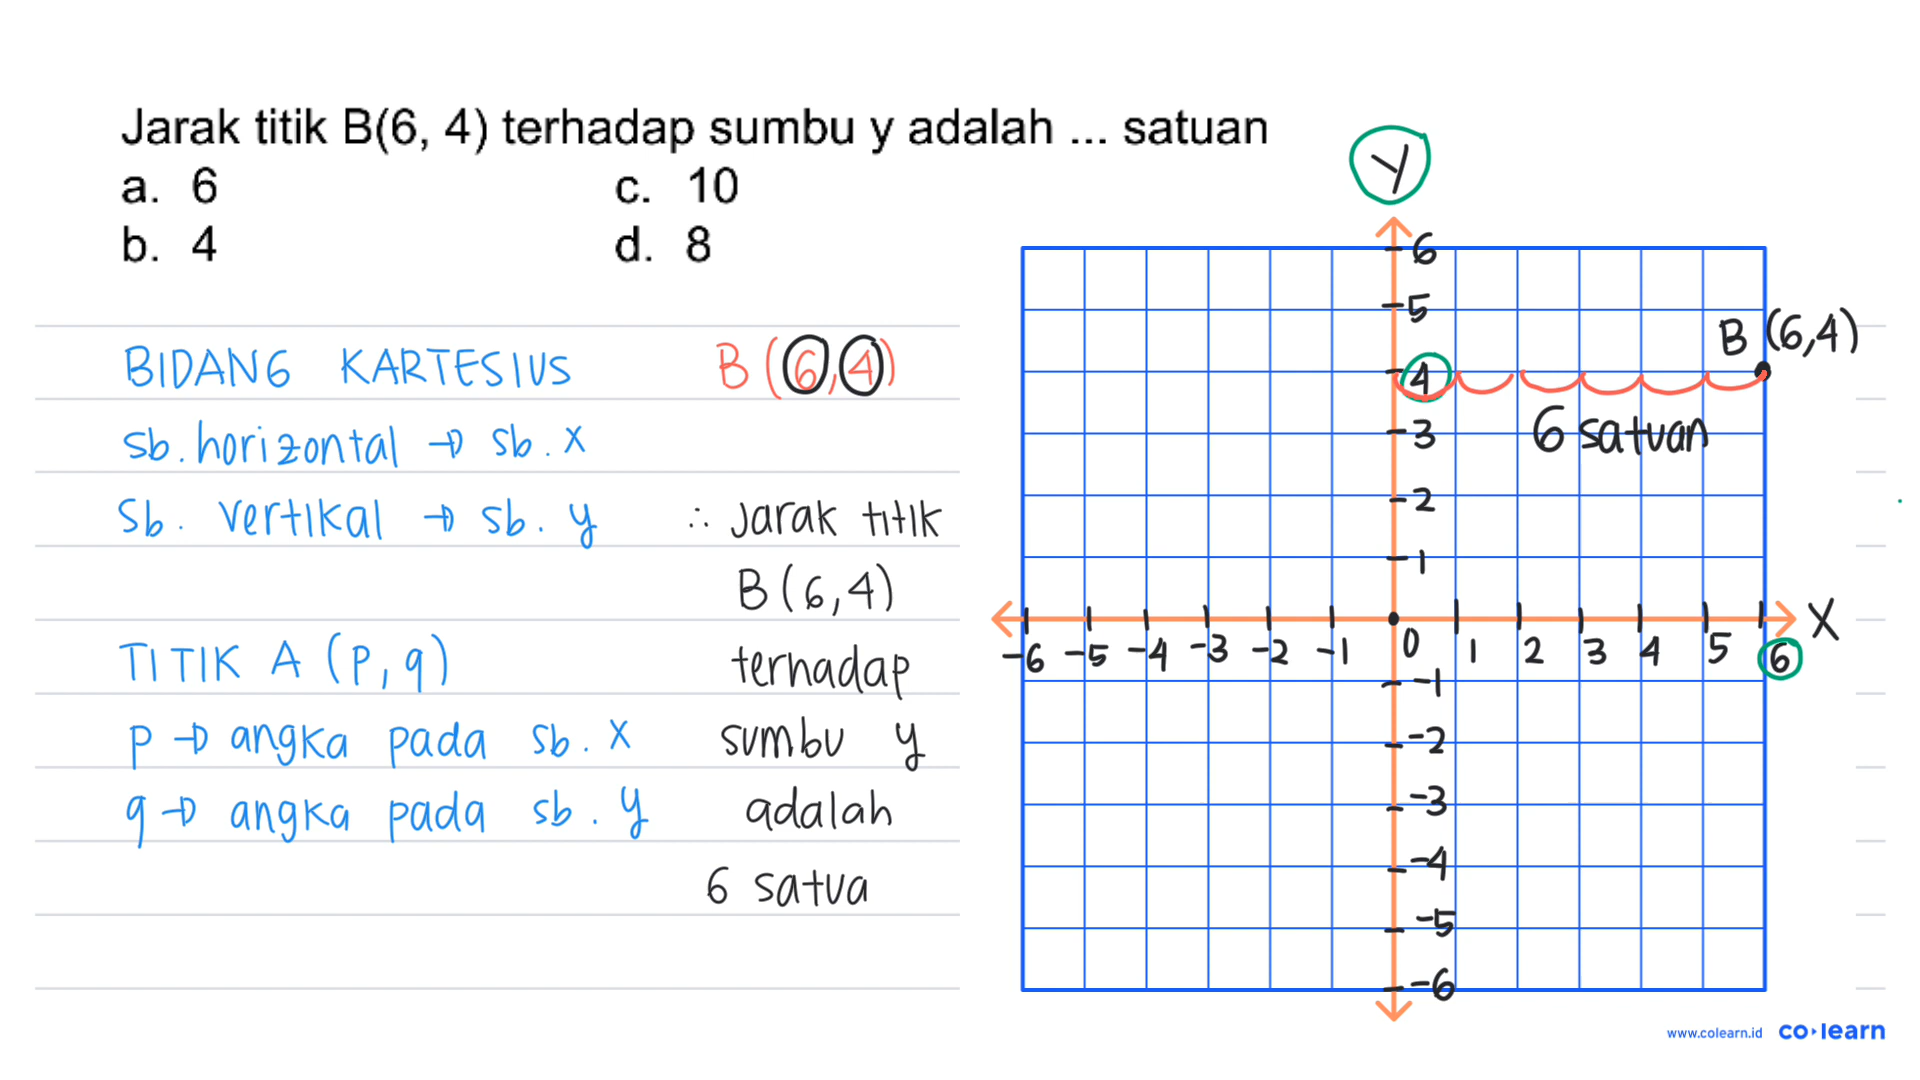 Jarak titik B(6, 4) terhadap sumbu y adalah ... satuan
a. 6 c. 10
b. 4 d. 8
BIDANG KARTESIUS
sb. horizontal → sb. x
sb. vertikal → sb. y
TITIK A (p, q)
p → angka pada sb. x
q → angka pada sb. y
B (6, 4)
∴ Jarak titik
B (6,4)
terhadap
sumbu y
adalah
6 satua
Y
6
5
B (6,4)
4
3
6 satuan
2
1
X
-6 -5 -4 -3 -2 -1 0 1 2 3 4 5 6
-1
-2
-3
-4
-5
-6
www.colearn.id co learn